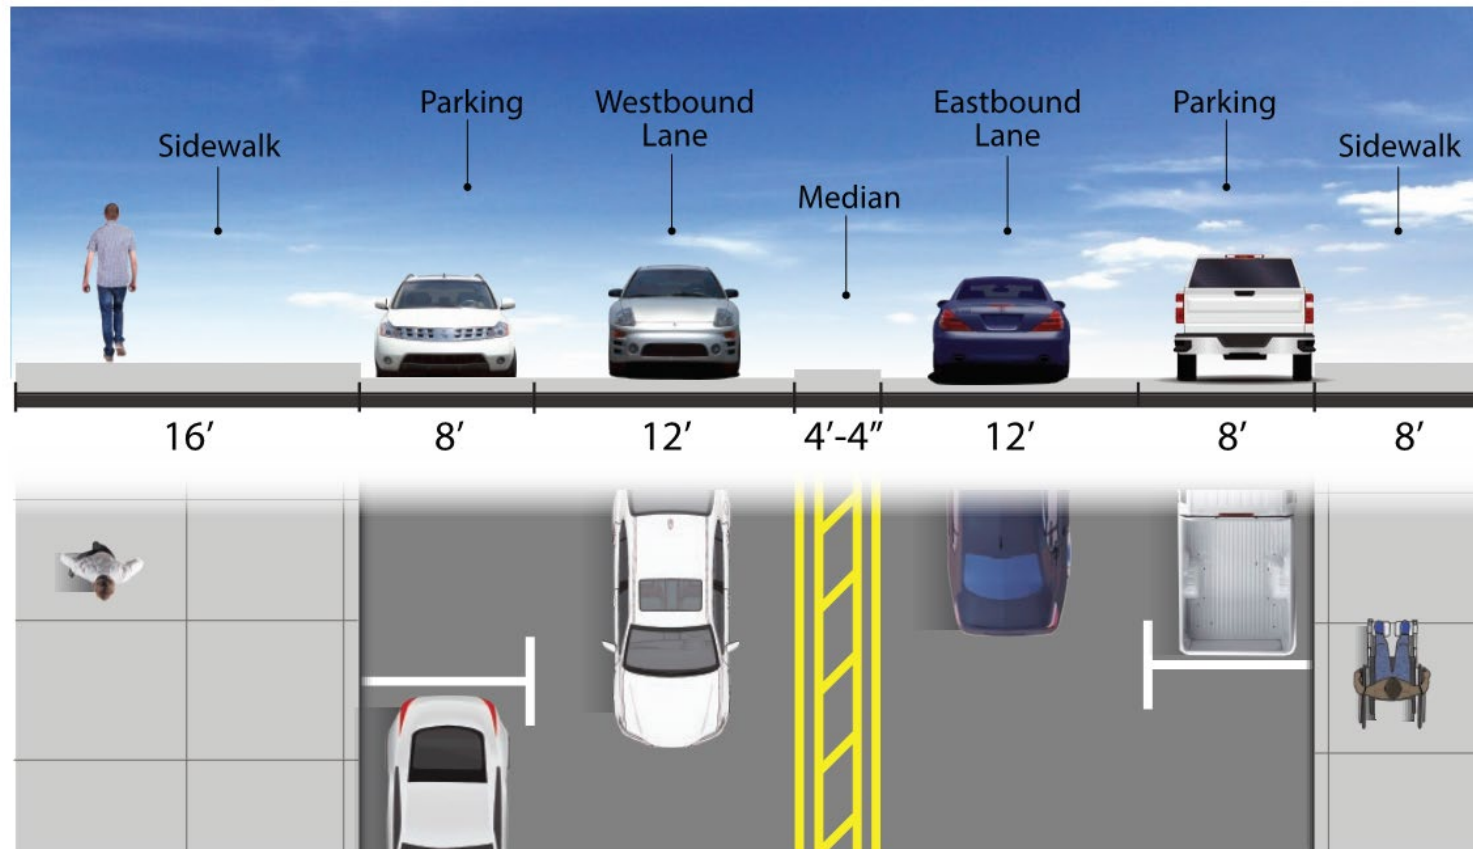 Sidewalk
Parking
Westbound
Lane
Median
Eastbound
Lane
Parking
Sidewalk
16′
8′
12′
4′-4″
12′
8′
8′